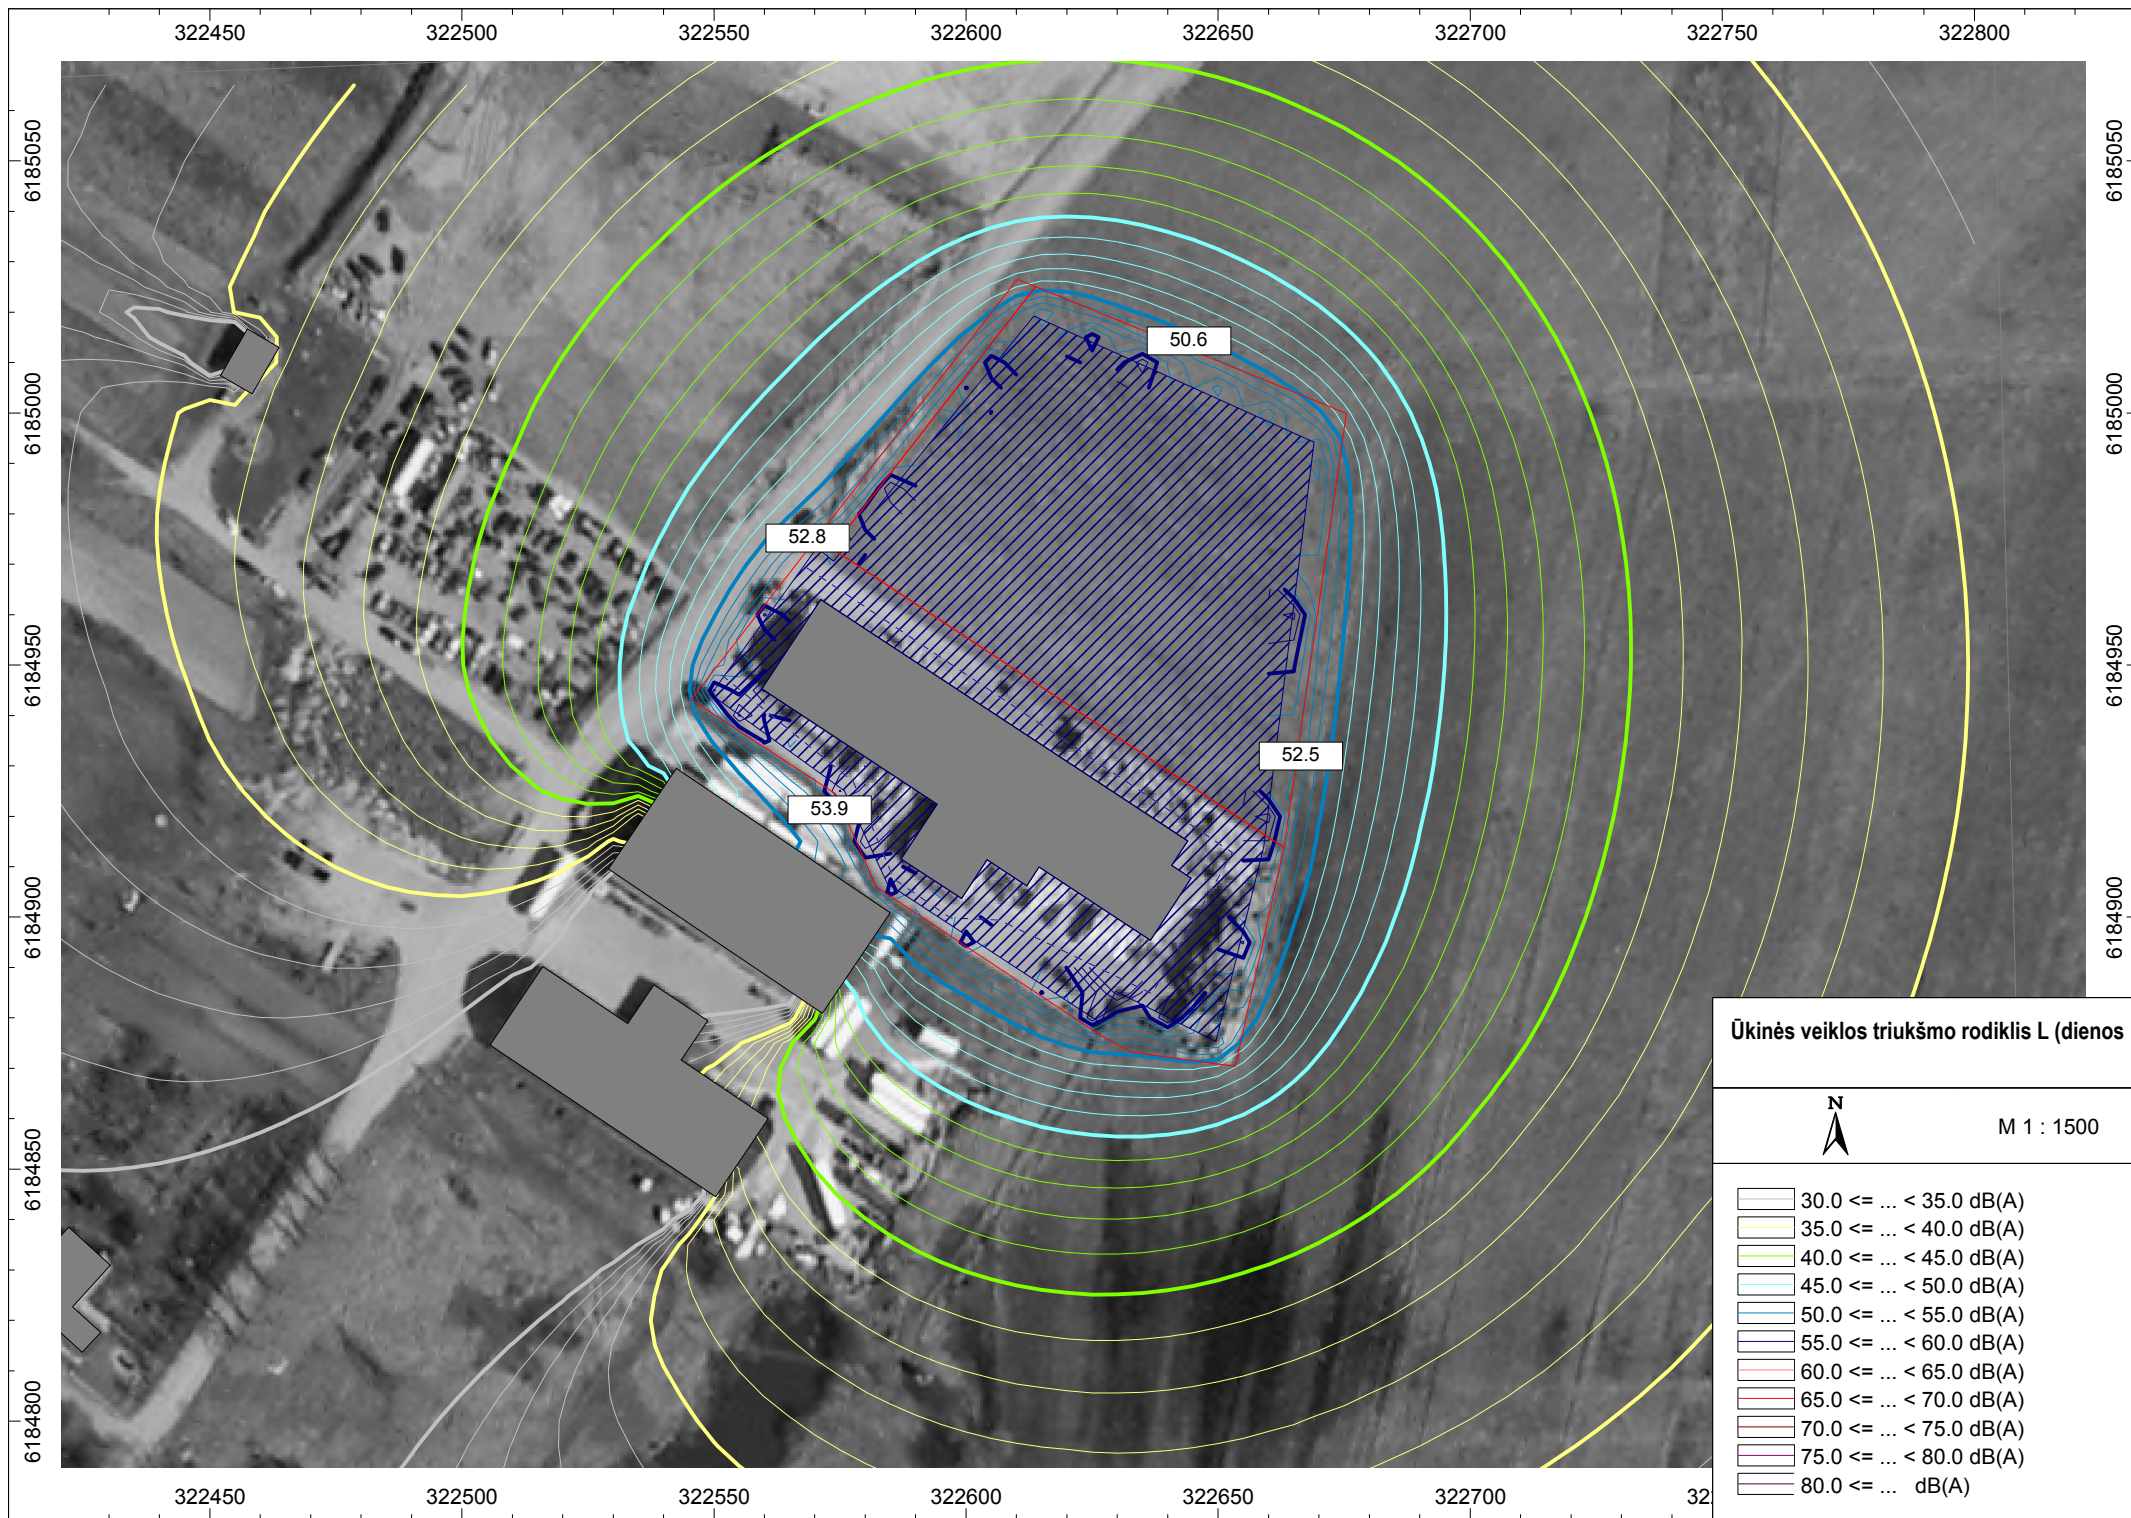 322450 322500 322550 322600 322650 322700 322750 322800
6185050 6185050
6185000 6185000
6184950 6184950
6184900 6184900
6184850
6184800
50.6
52.8
52.5
53.9
Ūkinės veiklos triukšmo rodiklis L (dienos
N
M 1 : 1500
30.0 <= ... < 35.0 dB(A)
35.0 <= ... < 40.0 dB(A)
40.0 <= ... < 45.0 dB(A)
45.0 <= ... < 50.0 dB(A)
50.0 <= ... < 55.0 dB(A)
55.0 <= ... < 60.0 dB(A)
60.0 <= ... < 65.0 dB(A)
65.0 <= ... < 70.0 dB(A)
70.0 <= ... < 75.0 dB(A)
75.0 <= ... < 80.0 dB(A)
80.0 <= ... dB(A)
322450 322500 322550 322600 322650 322700